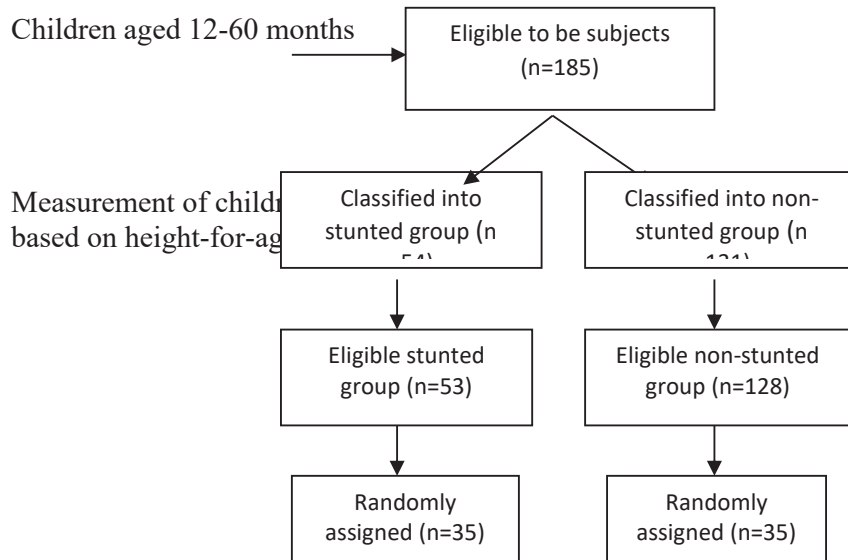 Children aged 12-60 months
Eligible to be subjects
(n=185)
Measurement of childr
based on height-for-ag
Classified into
stunted group (n
54)
Classified into non-
stunted group (n
131)
Eligible stunted
group (n=53)
Eligible non-stunted
group (n=128)
Randomly
assigned (n=35)
Randomly
assigned (n=35)